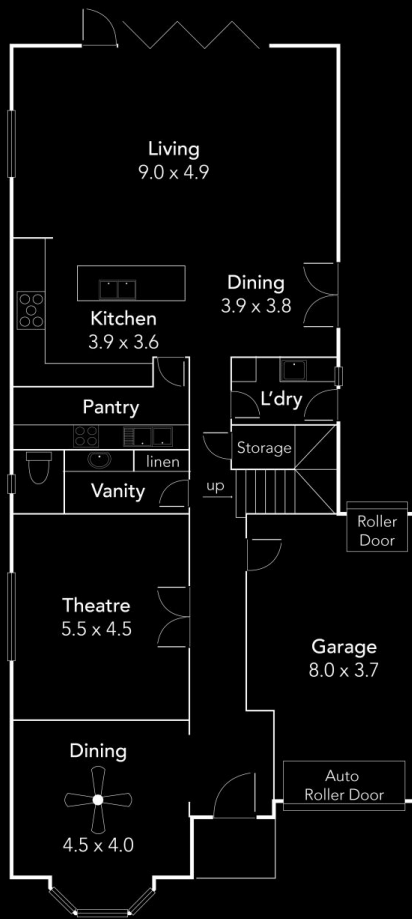 Living
9.0 x 4.9
Dining
3.9 x 3.8
Kitchen
3.9 x 3.6
Pantry
L'dry
Storage
linen
Vanity
up
Roller
Door
Theatre
5.5 x 4.5
Garage
8.0 x 3.7
Dining
4.5 x 4.0
Auto
Roller Door